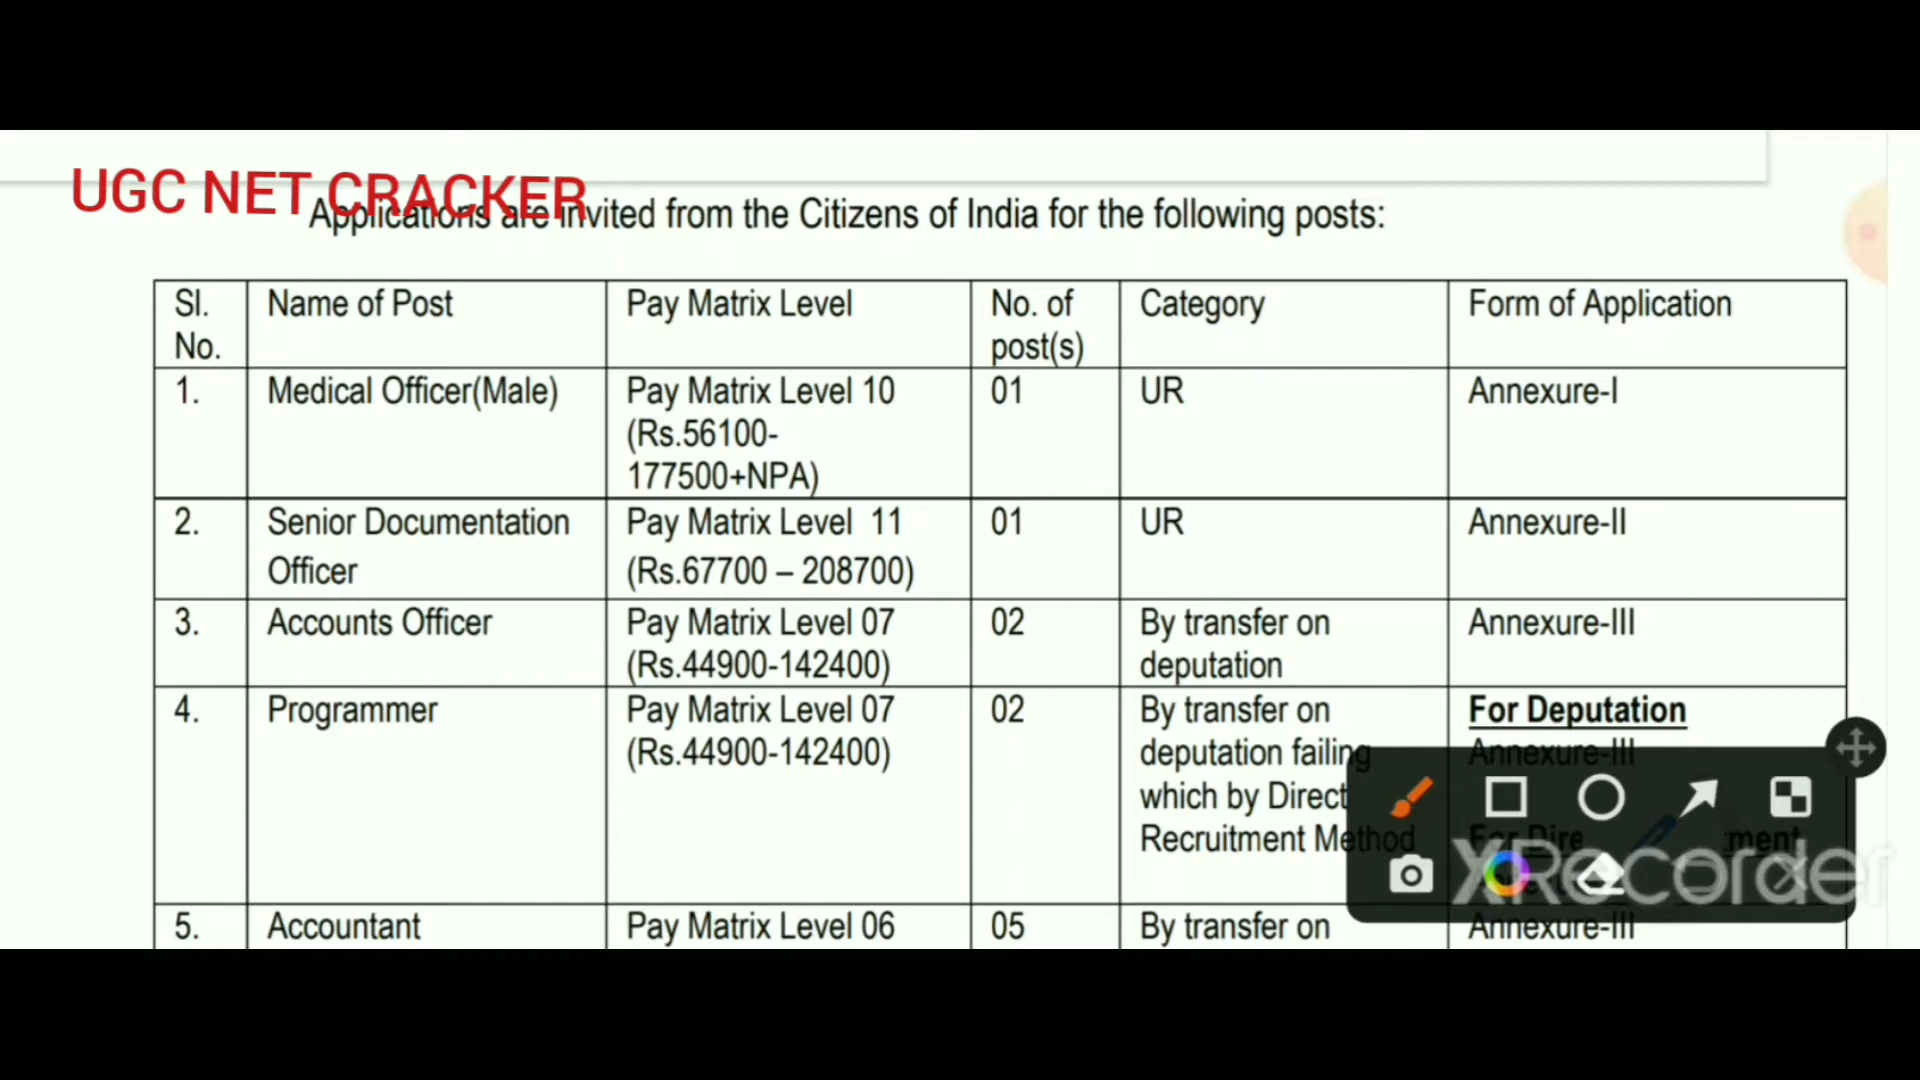 UGC NET CRACKER
Applications are invited from the Citizens of India for the following posts:
Sl. No. Name of Post Pay Matrix Level No. of post(s) Category Form of Application
1. Medical Officer(Male) Pay Matrix Level 10 01 UR Annexure-I
(Rs.56100-
177500+NPA)
2. Senior Documentation Pay Matrix Level 11 01 UR Annexure-II
Officer (Rs.67700 – 208700)
3. Accounts Officer Pay Matrix Level 07 02 By transfer on Annexure-III
(Rs.44900-142400) deputation
4. Programmer Pay Matrix Level 07 02 By transfer on For Deputation
(Rs.44900-142400) deputation failing Annexure-III
which by Direct
Recruitment Method For Dire ment
XRecorder
5. Accountant Pay Matrix Level 06 05 By transfer on Annexure-III